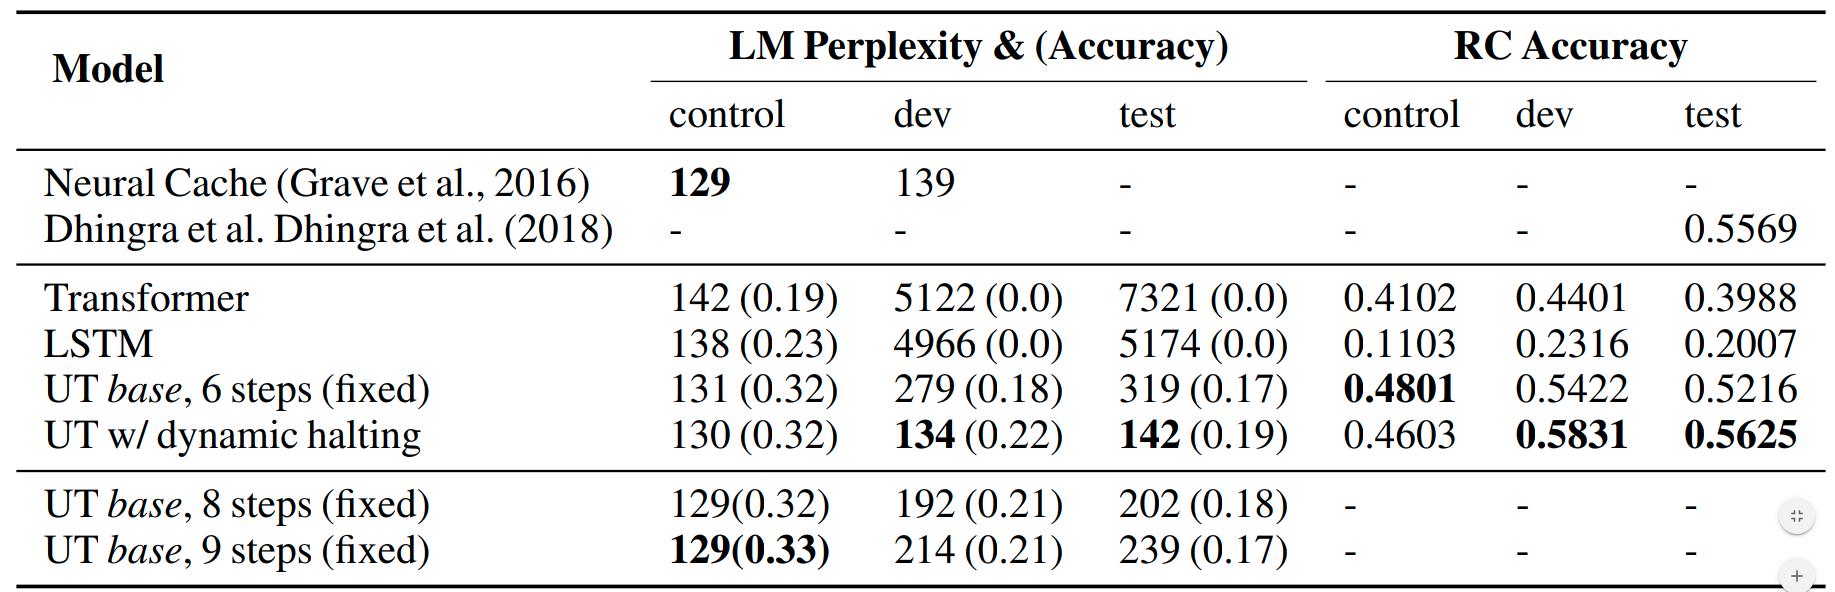 Model LM Perplexity & (Accuracy) RC Accuracy
control dev test control dev test
Neural Cache (Grave et al., 2016) 129 139 - - - -
Dhingra et al. Dhingra et al. (2018) - - - - - 0.5569
Transformer 142 (0.19) 5122 (0.0) 7321 (0.0) 0.4102 0.4401 0.3988
LSTM 138 (0.23) 4966 (0.0) 5174 (0.0) 0.1103 0.2316 0.2007
UT base, 6 steps (fixed) 131 (0.32) 279 (0.18) 319 (0.17) 0.4801 0.5422 0.5216
UT w/ dynamic halting 130 (0.32) 134 (0.22) 142 (0.19) 0.4603 0.5831 0.5625
UT base, 8 steps (fixed) 129(0.32) 192 (0.21) 202 (0.18) - - -
UT base, 9 steps (fixed) 129(0.33) 214 (0.21) 239 (0.17) - - -